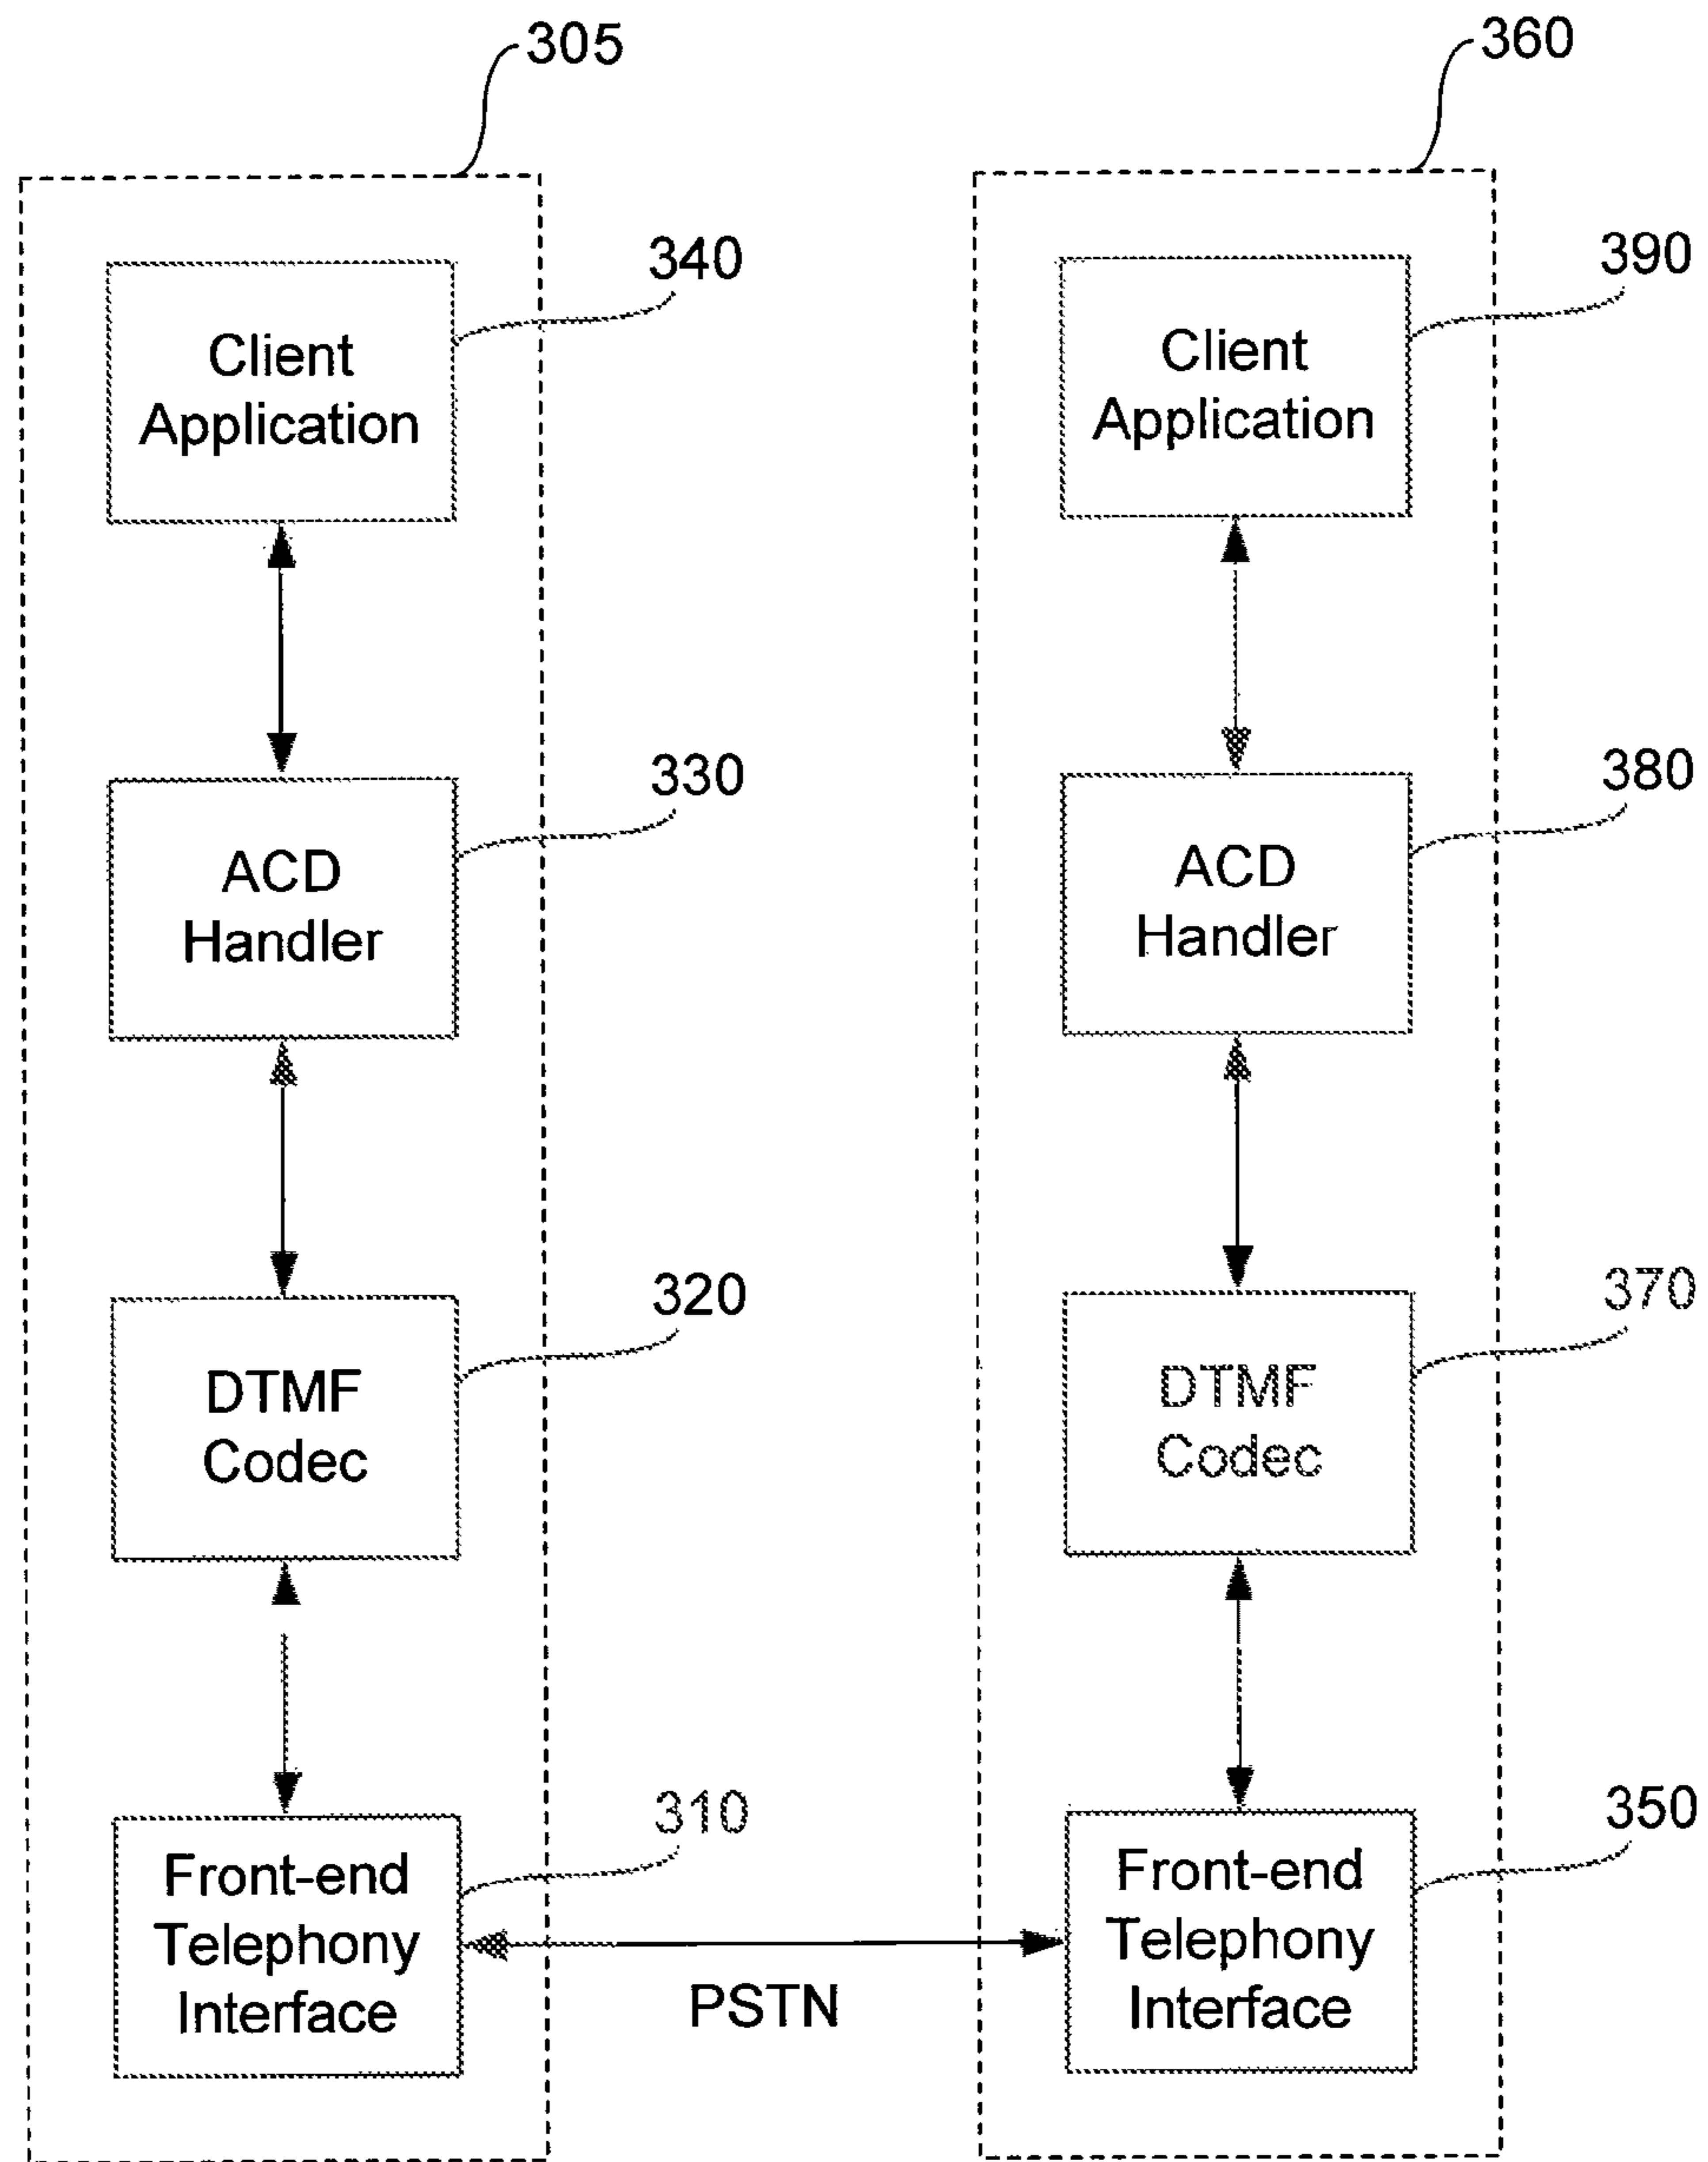 305
360
340
Client
Application
390
Client
Application
330
ACD
Handler
380
ACD
Handler
320
DTMF
Codec
370
DTMF
Codec
310
Front-end
Telephony
Interface
350
Front-end
Telephony
Interface
PSTN